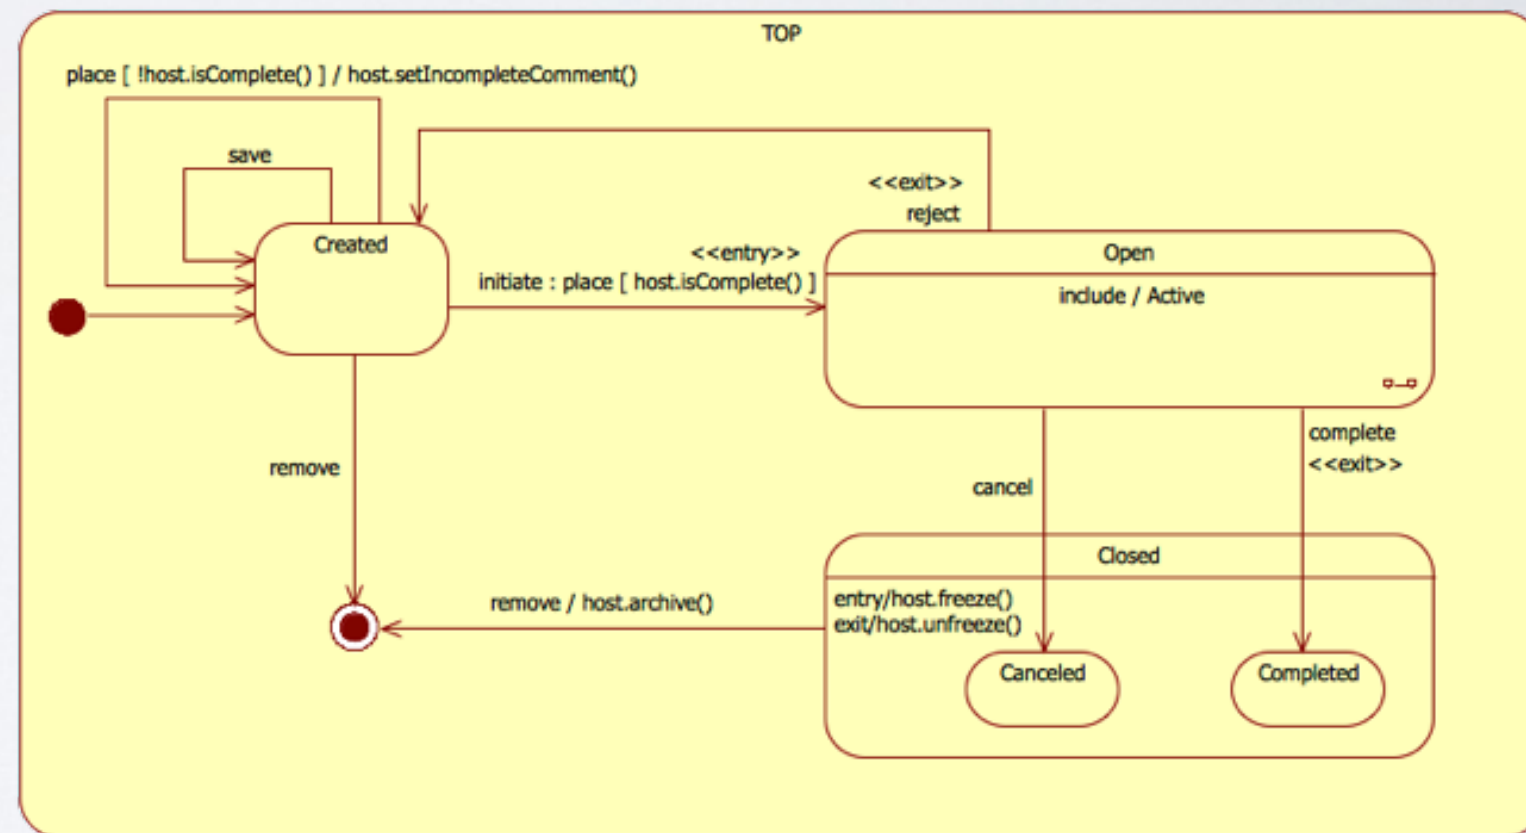 TOP
place [ !host.isComplete() ] / host.setIncompleteComment()
save
<<exit>>
reject
Created
<<entry>>
initiate : place [ host.isComplete() ]
Open
include / Active
remove
complete
<<exit>>
cancel
Closed
remove / host.archive()
entry/host.freeze()
exit/host.unfreeze()
Canceled
Completed